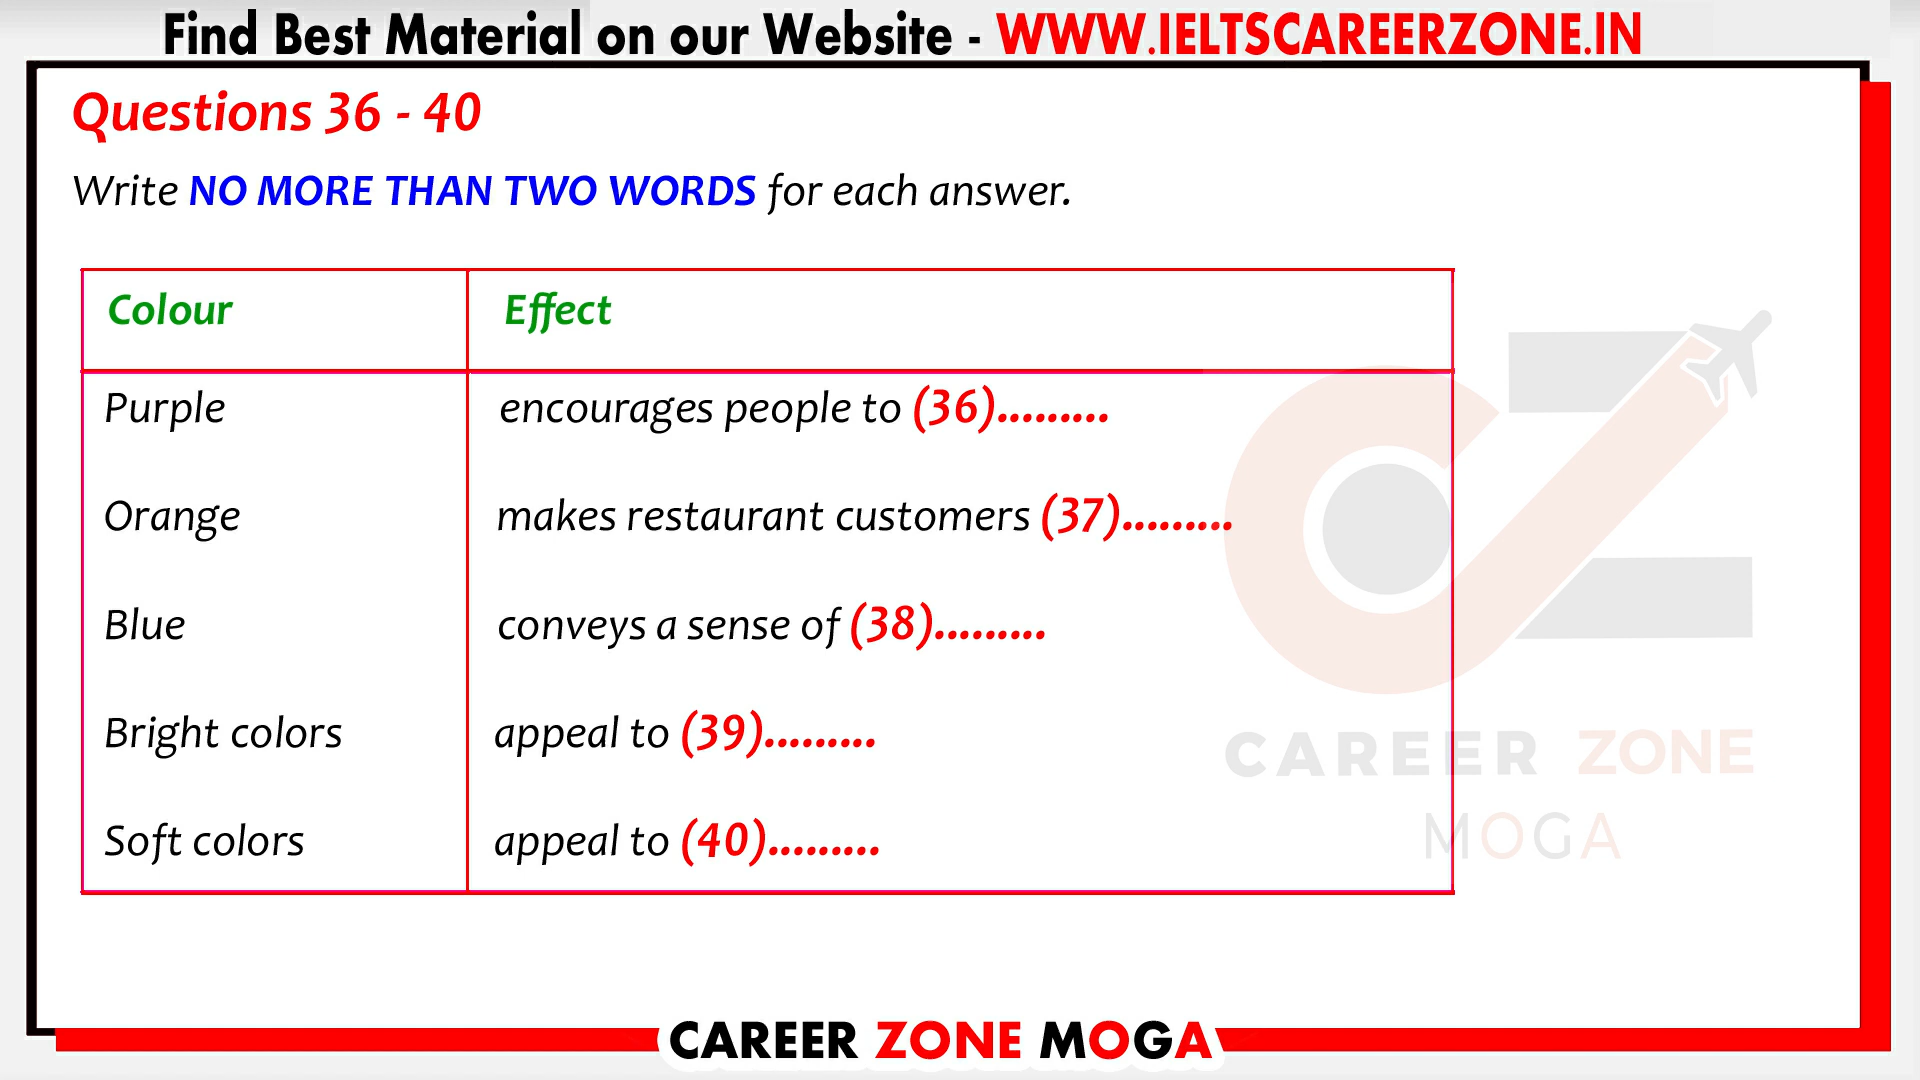 Find Best Material on our Website - WWW.IELTSCAREERZONE.IN
Questions 36 - 40
Write NO MORE THAN TWO WORDS for each answer.
Colour Effect
Purple encourages people to (36).........
Orange makes restaurant customers (37).........
Blue conveys a sense of (38).........
Bright colors appeal to (39).........
Soft colors appeal to (40).........
CZ
CAREER ZONE
MOGA
CAREER ZONE MOGA